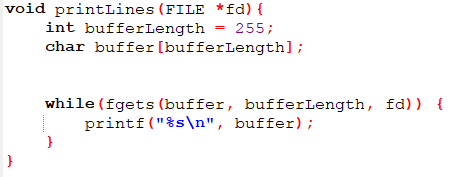 void printLines(FILE *fd){
    int bufferLength = 255;
    char buffer[bufferLength];
    while(fgets(buffer, bufferLength, fd)) {
        printf("%s\n", buffer);
    }
}